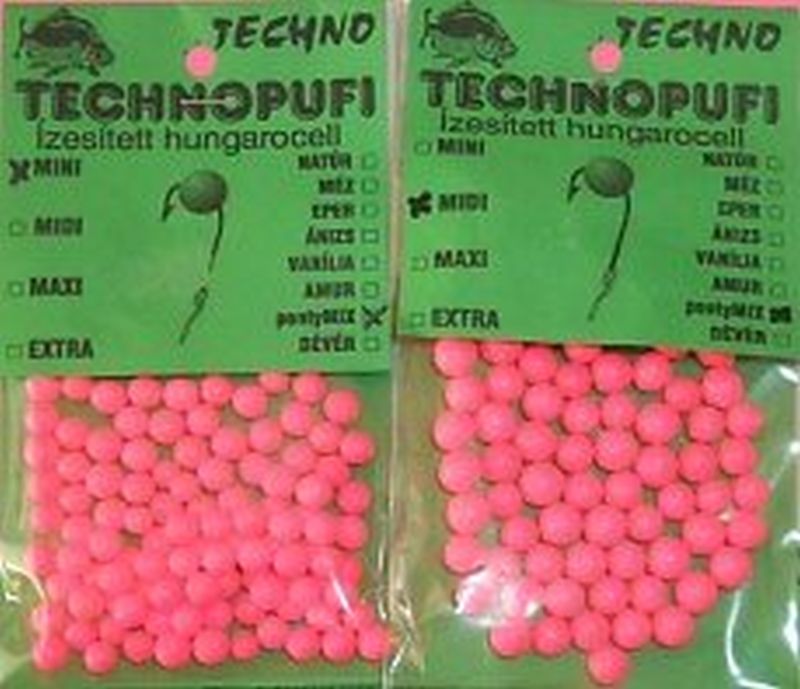 TECHNO
TECHNOPUFI
Ízesített hungarocell
MINI
MIDI
MAXI
EXTRA
NATÚR
MÉZ
EPER
ÁNIZS
VANÍLIA
AMUR
pontyMIX
DÉVÉR
TECHNO
TECHNOPUFI
Ízesített hungarocell
MINI
MIDI
MAXI
EXTRA
NATÚR
MÉZ
EPER
ÁNIZS
VANÍLIA
AMUR
pontyMIX
DÉVÉR